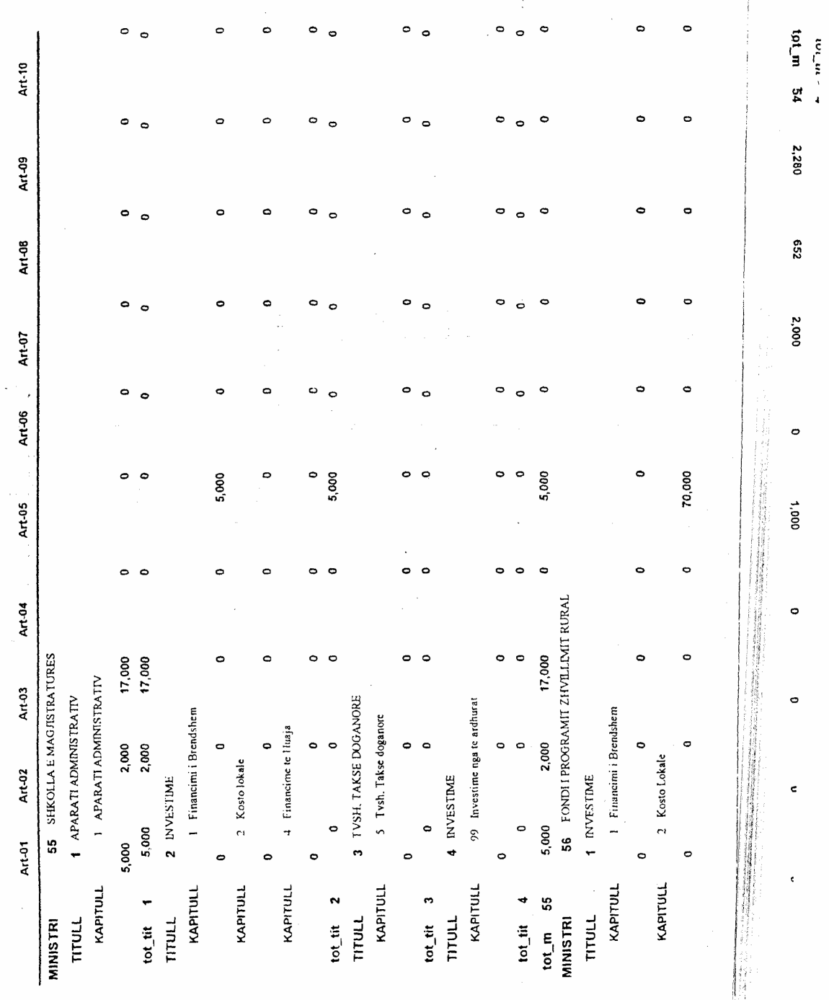 Art-01 Art-02 Art-03 Art-04 Art-05 Art-06 Art-07 Art-08 Art-09 Art-10
MINISTRI 55 SHKOLLA E MAGJISTRATURES
TITULL 1 APARATI ADMINISTRATIV
KAPITULL 1 APARATI ADMINISTRATIV
5,000 2,000 17,000 0 0 0 0 0 0 0
tot_tit 1 5,000 2,000 17,000 0 0 0 0 0 0 0
TITULL 2 INVESTIME
KAPITULL 1 Financimi i Brendshem
0 0 0 0 5,000 0 0 0 0 0
KAPITULL 2 Kosto lokale
0 0 0 0 0 0 0 0 0 0
KAPITULL 4 Financime te Huaja
0 0 0 0 0 0 0 0 0 0
tot_tit 2 0 0 0 0 5,000 0 0 0 0 0
TITULL 3 TVSH. TAKSE DOGANORE
KAPITULL 5 Tvsh. Takse doganore
0 0 0 0 0 0 0 0 0 0
tot_tit 3 0 0 0 0 0 0 0 0 0 0
TITULL 4 INVESTIME
KAPITULL 99 Investime nga te ardhurat
0 0 0 0 0 0 0 0 0 0
tot_tit 4 0 0 0 0 0 0 0 0 0 0
tot_m 55 5,000 2,000 17,000 0 5,000 0 0 0 0 0
MINISTRI 56 FONDI I PROGRAMIT ZHVILLIMIT RURAL
TITULL 1 INVESTIME
KAPITULL 1 Financimi i Brendshem
0 0 0 0 0 0 0 0 0 0
KAPITULL 2 Kosto Lokale
0 0 0 0 70,000 0 0 0 0 0
tot_m 54 2,280 652 2,000 0 1,000 0 0